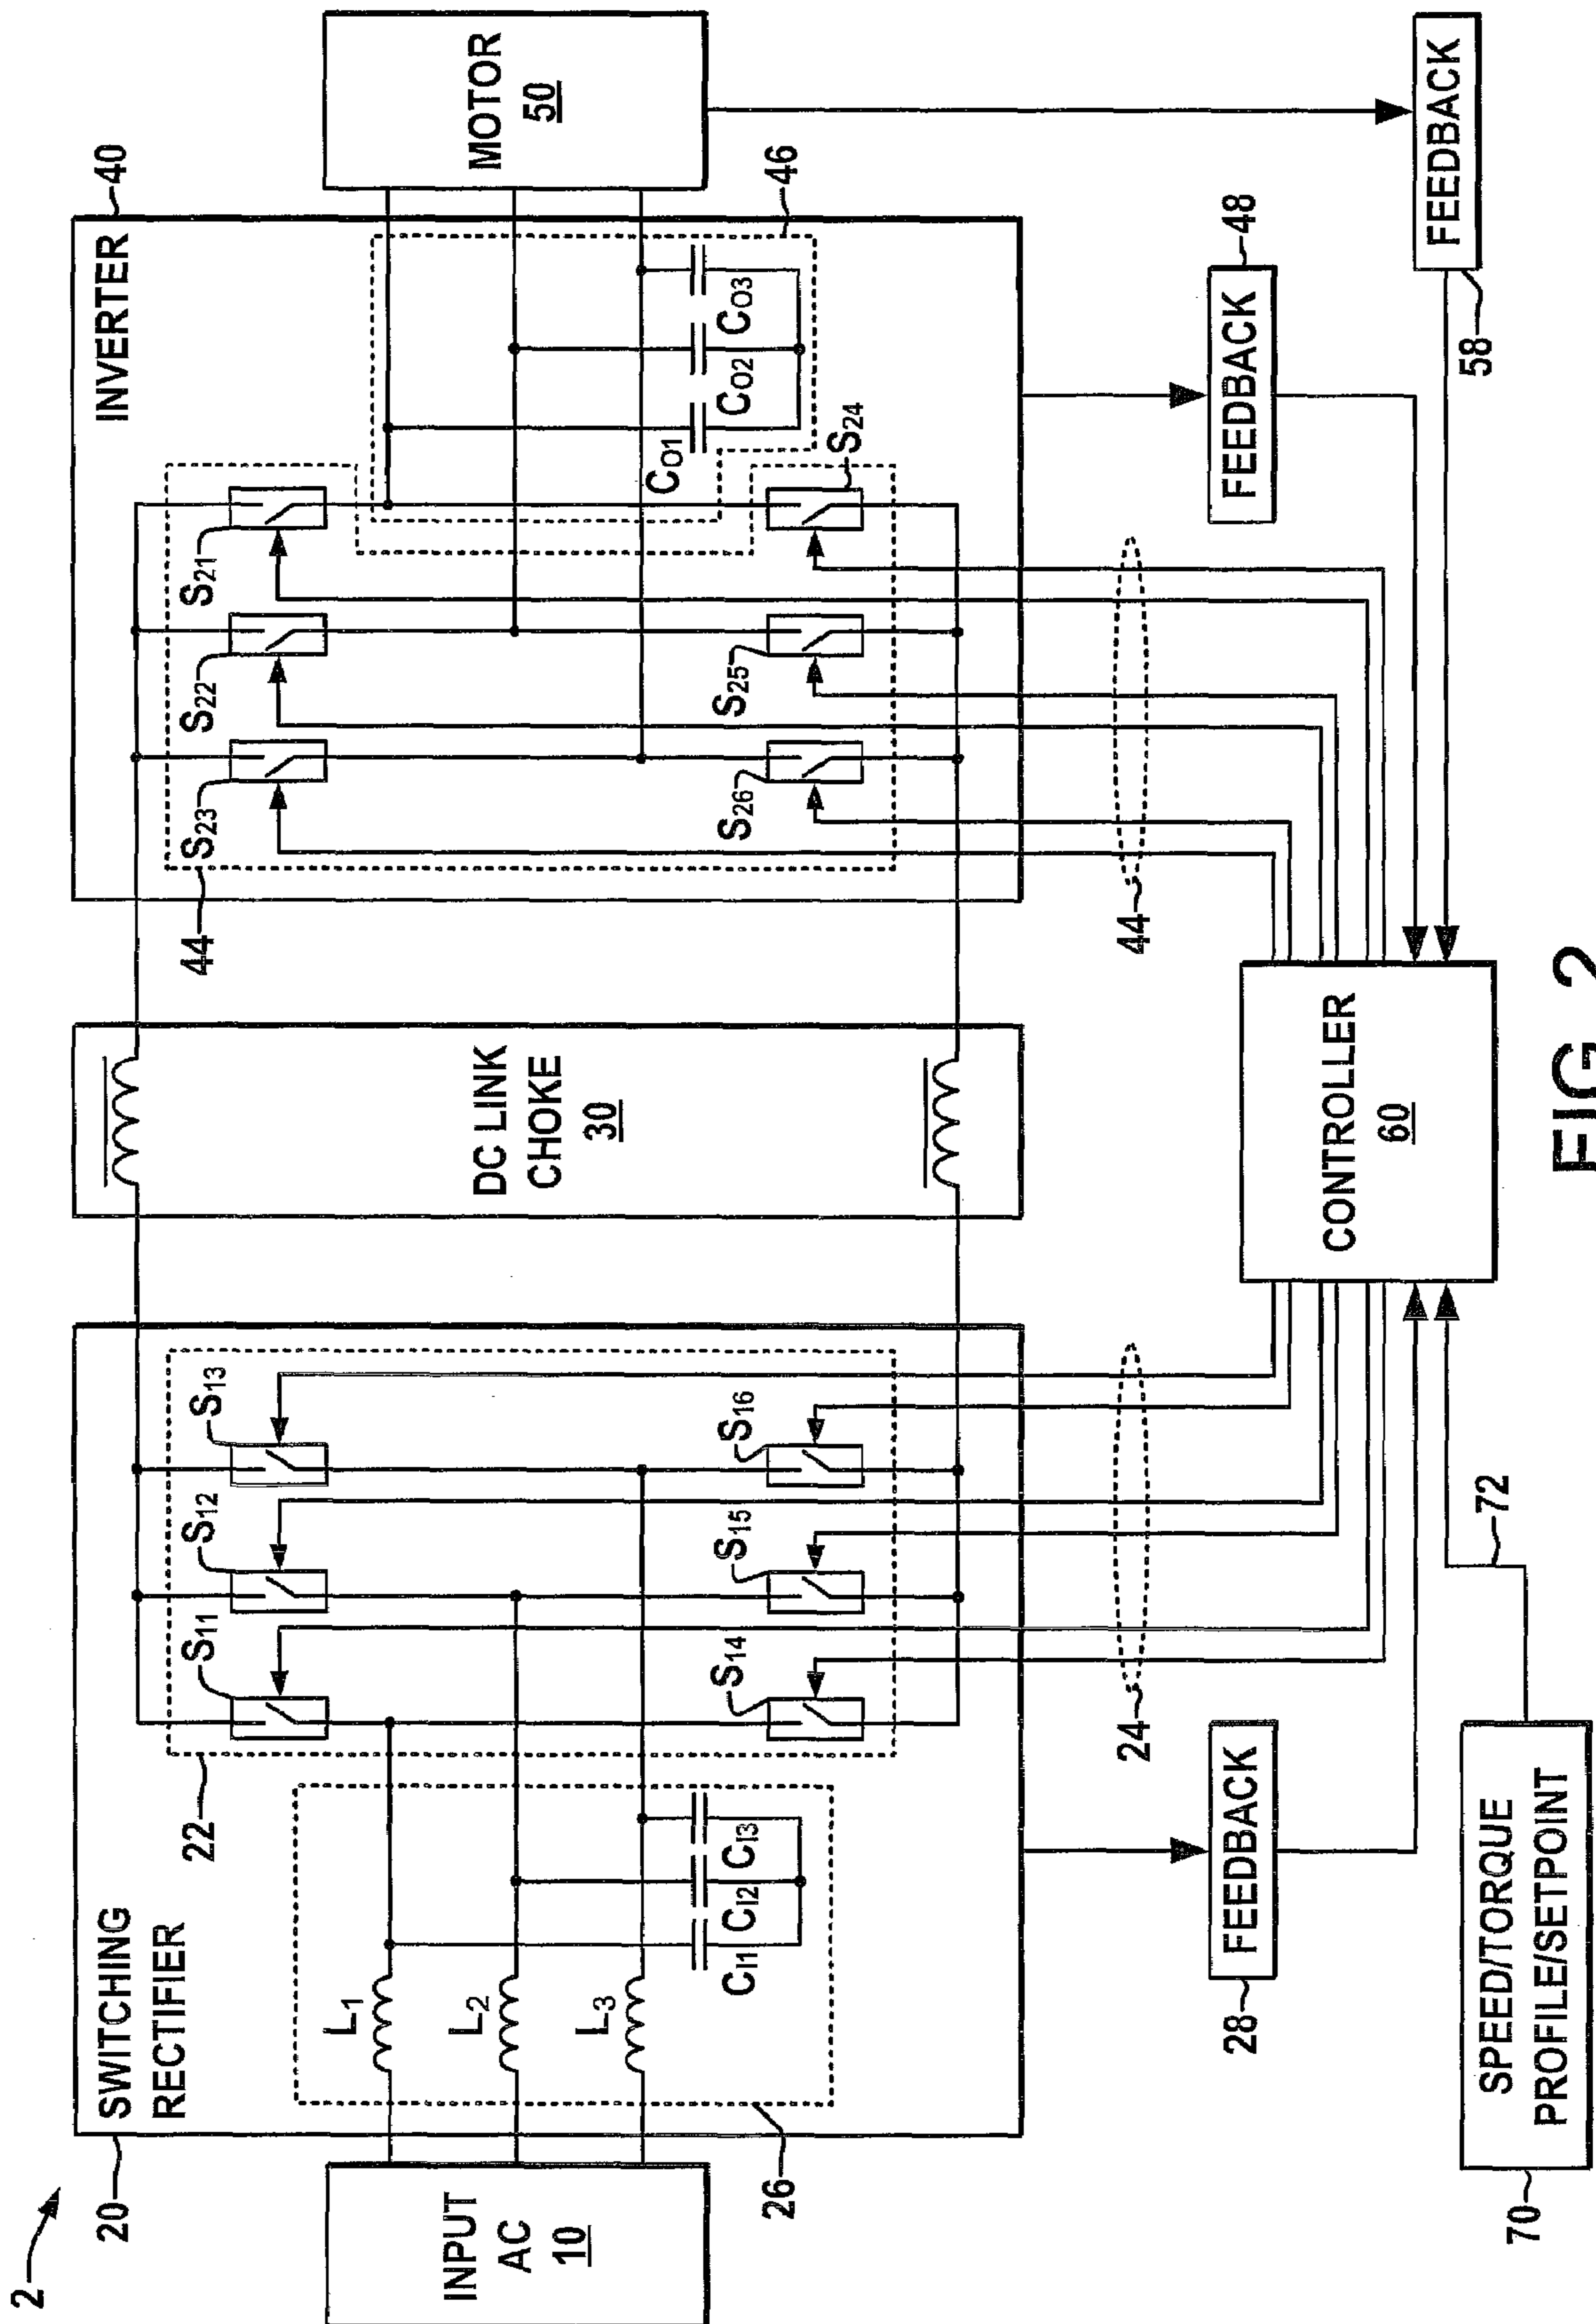 2
20
SWITCHING
RECTIFIER
INPUT
AC
10
L1
L2
L3
CI1
CI2
CI3
26
22
S11
S12
S13
S14
S15
S16
24
DC LINK
CHOKE
30
40
INVERTER
44
S23
S22
S21
S26
S25
S24
CO1
CO2
CO3
46
44
MOTOR
50
28
FEEDBACK
FEEDBACK
48
FEEDBACK
58
CONTROLLER
60
72
70
SPEED/TORQUE
PROFILE/SETPOINT
FIG. 2